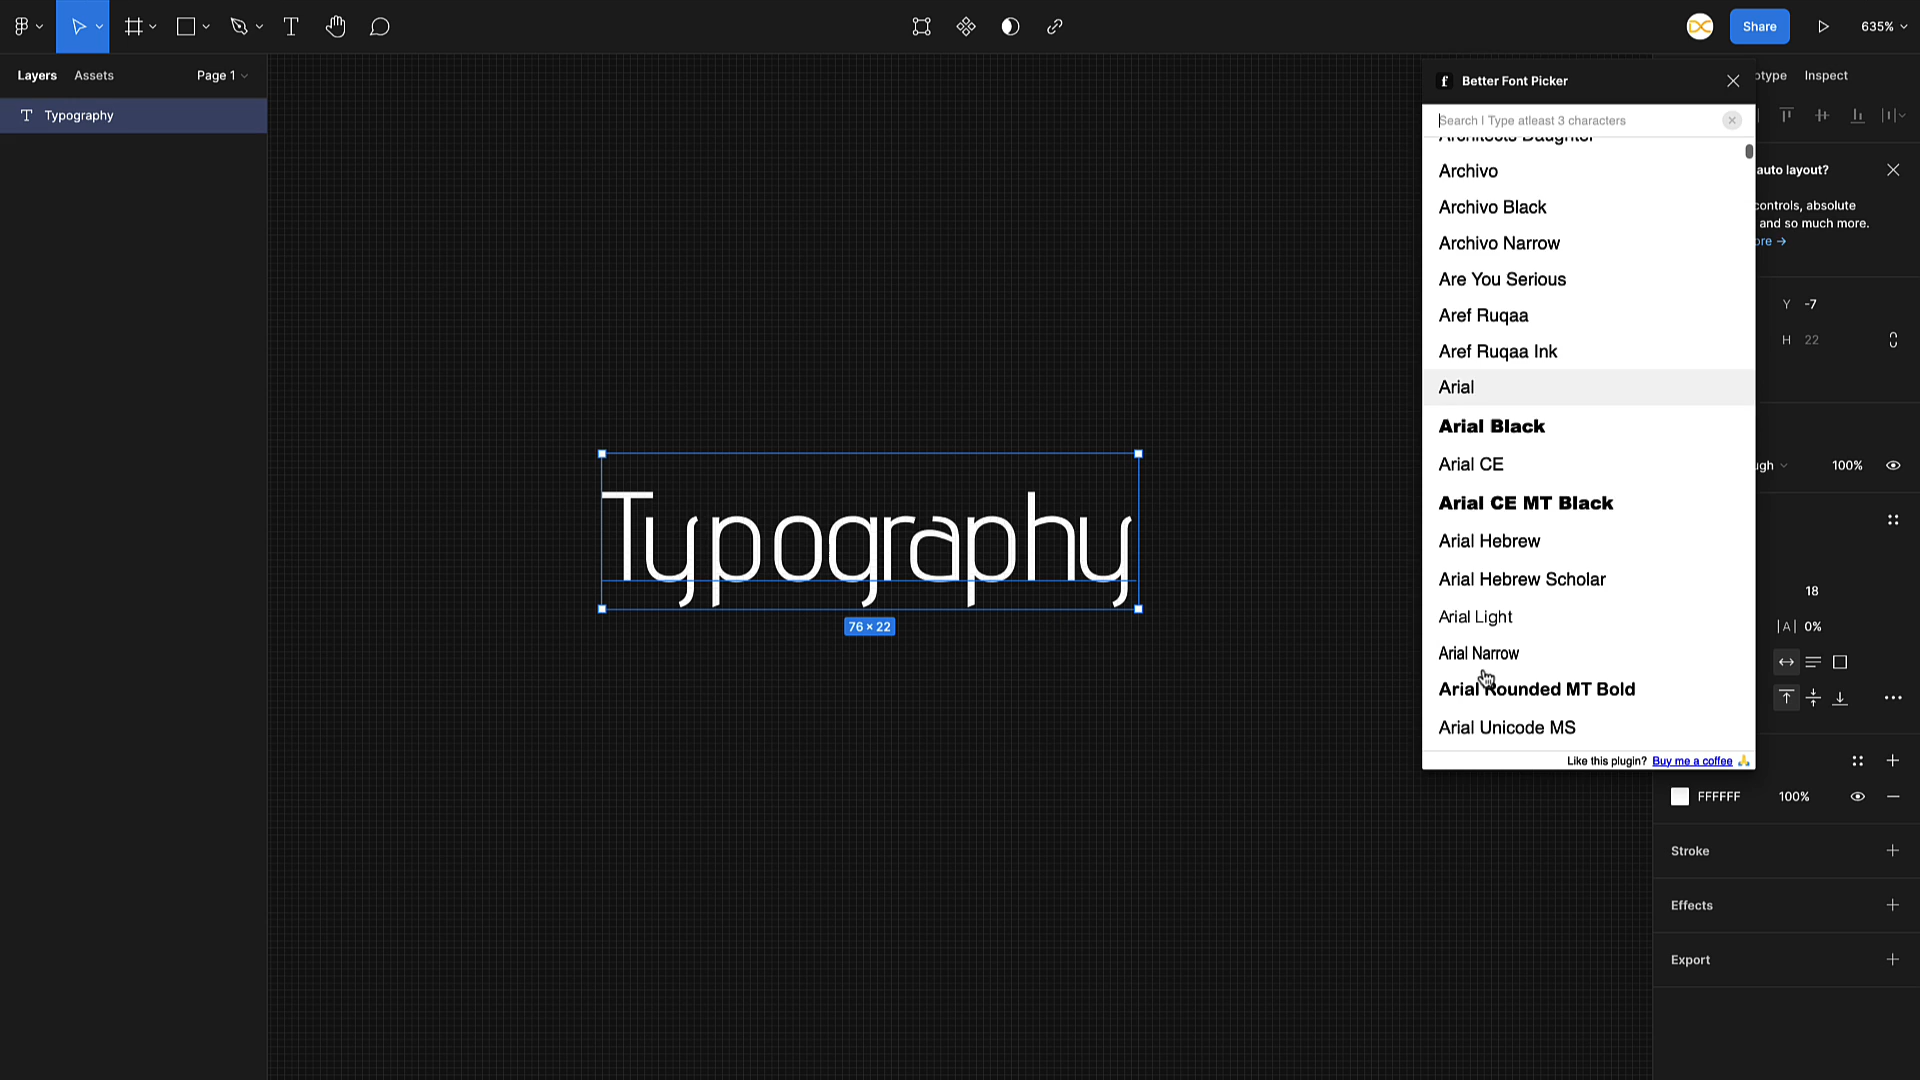 Share
635%
Layers
Assets
Page 1
Typography
Better Font Picker
otype
Inspect
Search | Type atleast 3 characters
Architects Daughter
Archivo
Archivo Black
Archivo Narrow
Are You Serious
Aref Ruqaa
Aref Ruqaa Ink
Arial
Arial Black
Arial CE
Arial CE MT Black
Arial Hebrew
Arial Hebrew Scholar
Arial Light
Arial Narrow
Arial Rounded MT Bold
Arial Unicode MS
Like this plugin? Buy me a coffee 🙏
auto layout?
controls, absolute
and so much more.
ore →
Y -7
H 22
ugh
100%
18
|A| 0%
Typography
76 × 22
FFFFFF
100%
Stroke
Effects
Export